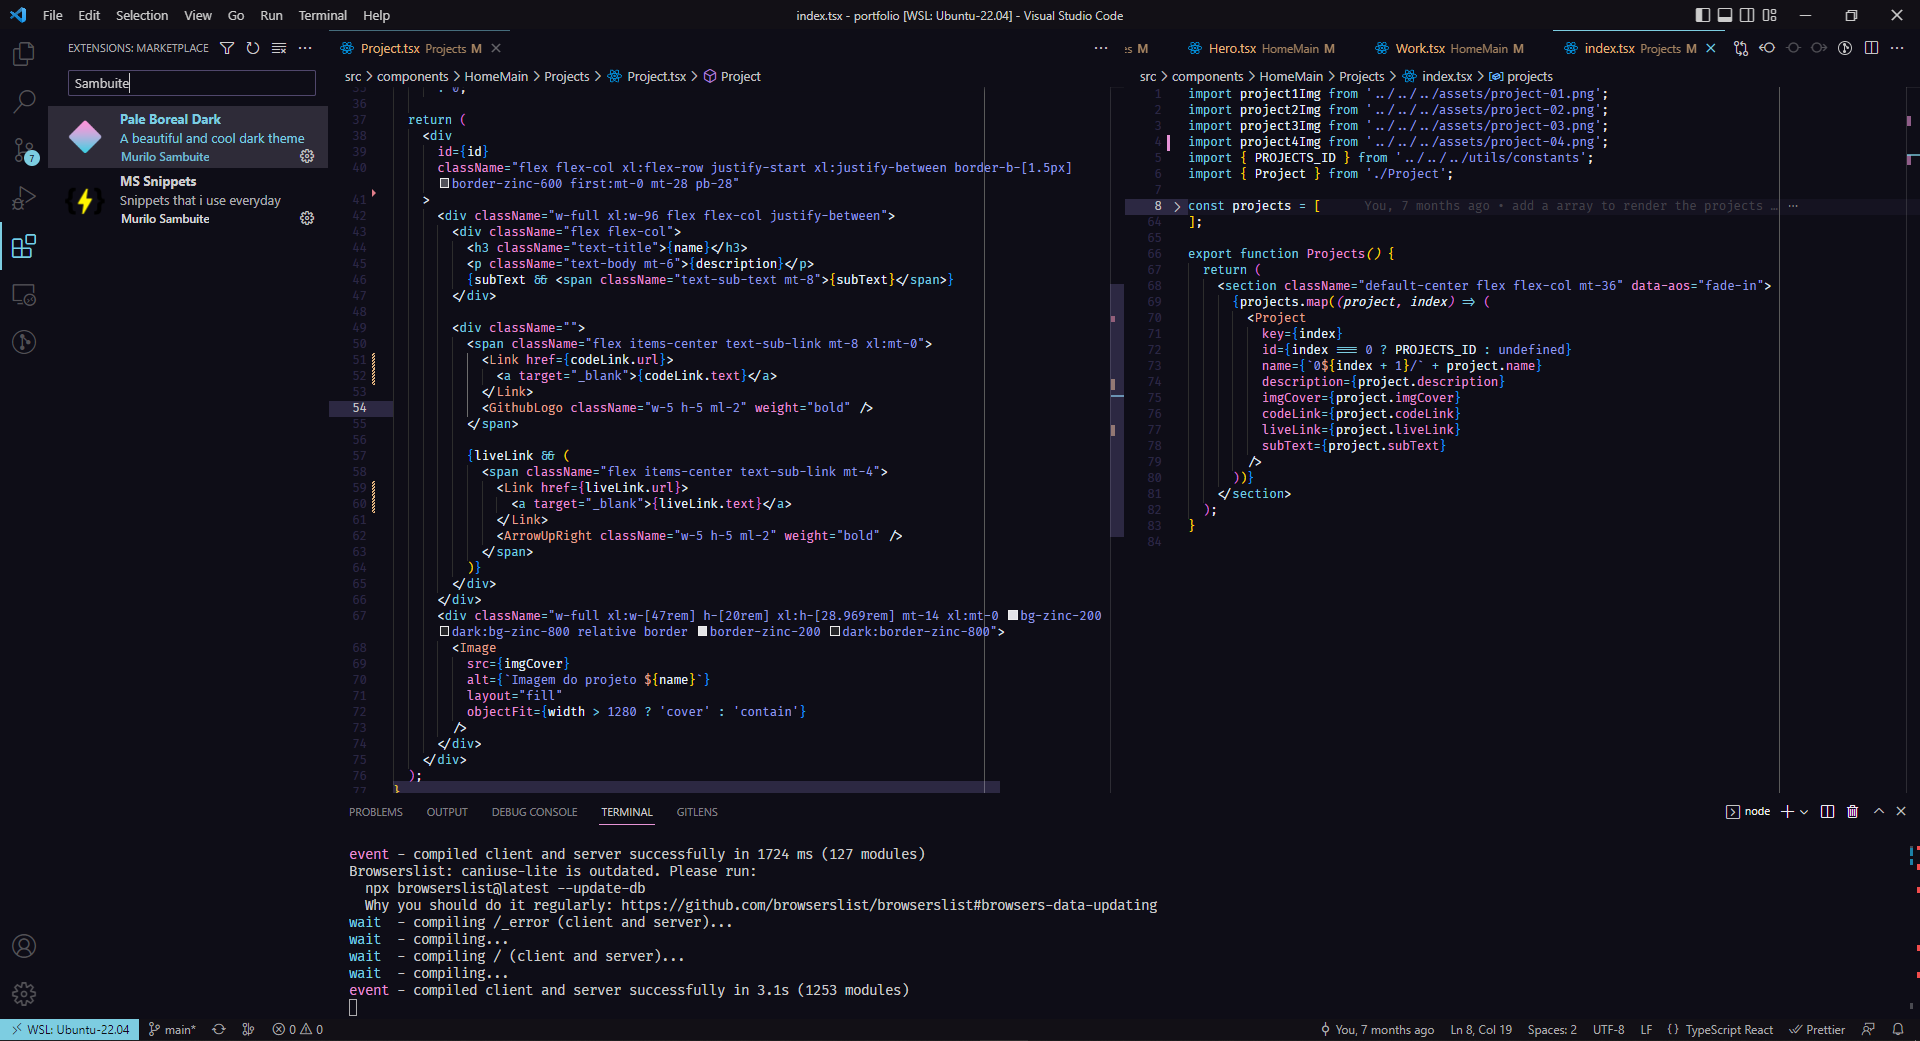 File Edit Selection View Go Run Terminal Help
index.tsx - portfolio [WSL: Ubuntu-22.04] - Visual Studio Code
EXTENSIONS: MARKETPLACE
Sambuite
Pale Boreal Dark
A beautiful and cool dark theme
Murilo Sambuite
MS Snippets
Snippets that i use everyday
Murilo Sambuite
7
Project.tsx Projects M
src > components > HomeMain > Projects > Project.tsx > Project
36
37 return (
38 <div
39 id={id}
40 className="flex flex-col xl:flex-row justify-start xl:justify-between border-b-[1.5px]
border-zinc-600 first:mt-0 mt-28 pb-28"
41 >
42 <div className="w-full xl:w-96 flex flex-col justify-between">
43 <div className="flex flex-col">
44 <h3 className="text-title">{name}</h3>
45 <p className="text-body mt-6">{description}</p>
46 {subText && <span className="text-sub-text mt-8">{subText}</span>}
47 </div>
48
49 <div className="">
50 <span className="flex items-center text-sub-link mt-8 xl:mt-0">
51 <Link href={codeLink.url}>
52 <a target="_blank">{codeLink.text}</a>
53 </Link>
54 <GithubLogo className="w-5 h-5 ml-2" weight="bold" />
55 </span>
56
57 {liveLink && (
58 <span className="flex items-center text-sub-link mt-4">
59 <Link href={liveLink.url}>
60 <a target="_blank">{liveLink.text}</a>
61 </Link>
62 <ArrowUpRight className="w-5 h-5 ml-2" weight="bold" />
63 </span>
64 )}
65 </div>
66 </div>
67 <div className="w-full xl:w-[47rem] h-[20rem] xl:h-[28.969rem] mt-14 xl:mt-0 bg-zinc-200
dark:bg-zinc-800 relative border border-zinc-200 dark:border-zinc-800">
68 <Image
69 src={imgCover}
70 alt={`Imagem do projeto ${name}`}
71 layout="fill"
72 objectFit={width > 1280 ? 'cover' : 'contain'}
73 />
74 </div>
75 </div>
76 );
77 }
M Hero.tsx HomeMain M Work.tsx HomeMain M index.tsx Projects M
src > components > HomeMain > Projects > index.tsx > projects
1 import project1Img from '../../../assets/project-01.png';
2 import project2Img from '../../../assets/project-02.png';
3 import project3Img from '../../../assets/project-03.png';
4 import project4Img from '../../../assets/project-04.png';
5 import { PROJECTS_ID } from '../../../utils/constants';
6 import { Project } from './Project';
7
8 > const projects = [ You, 7 months ago • add a array to render the projects … ⋯
64 ];
65
66 export function Projects() {
67 return (
68 <section className="default-center flex flex-col mt-36" data-aos="fade-in">
69 {projects.map((project, index) => (
70 <Project
71 key={index}
72 id={index === 0 ? PROJECTS_ID : undefined}
73 name={`0${index + 1}/` + project.name}
74 description={project.description}
75 imgCover={project.imgCover}
76 codeLink={project.codeLink}
77 liveLink={project.liveLink}
78 subText={project.subText}
79 />
80 ))}
81 </section>
82 );
83 }
84
PROBLEMS OUTPUT DEBUG CONSOLE TERMINAL GITLENS
node
event - compiled client and server successfully in 1724 ms (127 modules)
Browserslist: caniuse-lite is outdated. Please run:
npx browserslist@latest --update-db
Why you should do it regularly: https://github.com/browserslist/browserslist#browsers-data-updating
wait - compiling /_error (client and server)...
wait - compiling...
wait - compiling / (client and server)...
wait - compiling...
event - compiled client and server successfully in 3.1s (1253 modules)
WSL: Ubuntu-22.04 main* 0 0 You, 7 months ago Ln 8, Col 19 Spaces: 2 UTF-8 LF {} TypeScript React Prettier